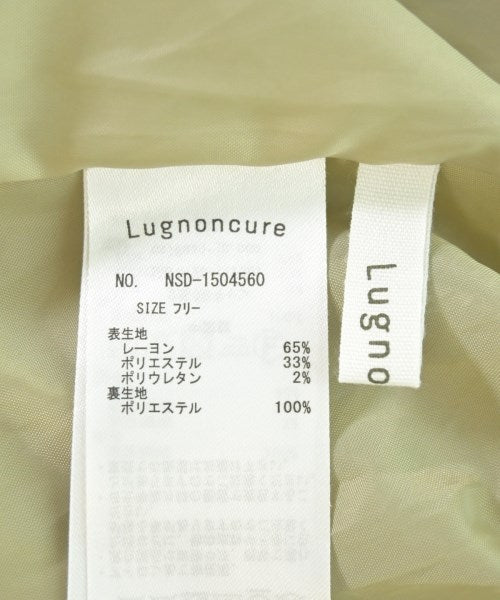 Lugnoncure
NO. NSD-1504560
SIZE フリー
表生地
レーヨン 65%
ポリエステル 33%
ポリウレタン 2%
裏生地
ポリエステル 100%
Lugno